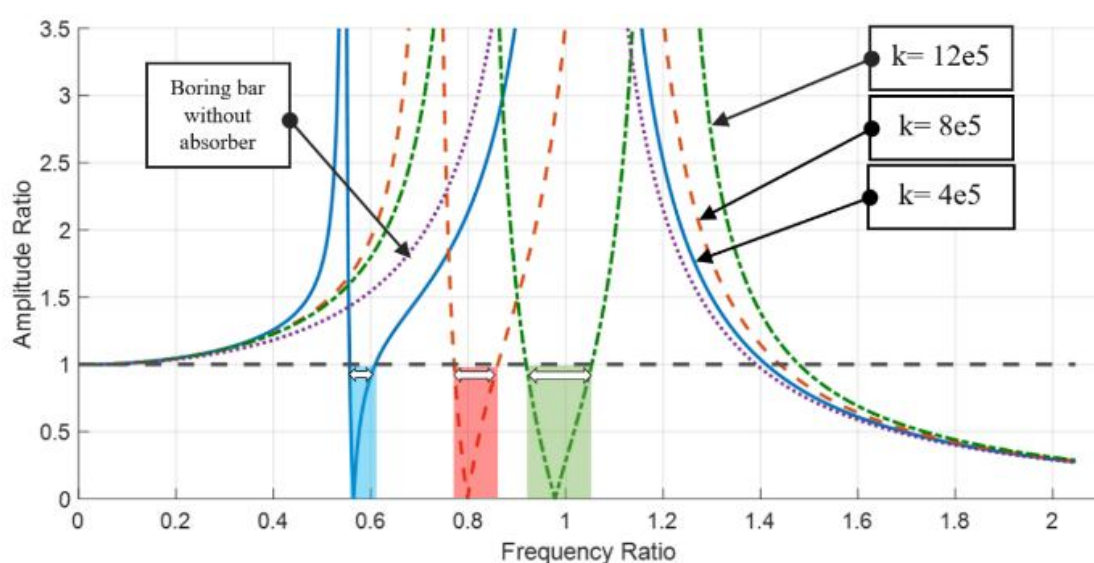 3.5
3
2.5
2
1.5
1
0.5
0
Amplitude Ratio
Boring bar
without
absorber
k= 12e5
k= 8e5
k= 4e5
0 0.2 0.4 0.6 0.8 1 1.2 1.4 1.6 1.8 2
Frequency Ratio